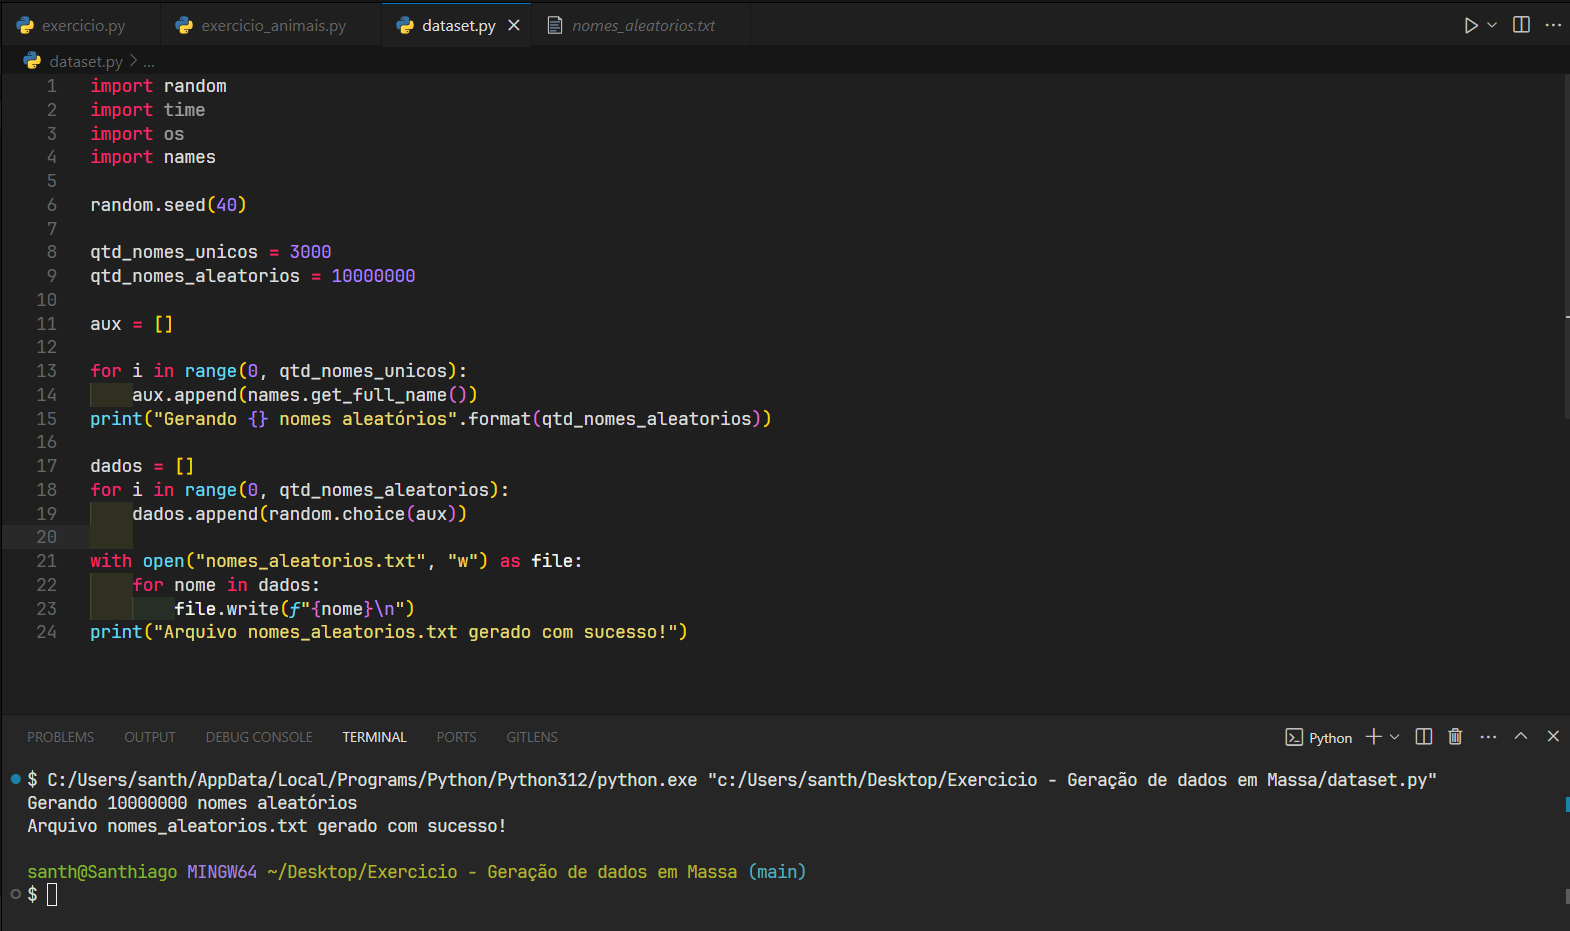 exercicio.py exercicio_animais.py dataset.py nomes_aleatorios.txt
dataset.py > ...
1 import random
2 import time
3 import os
4 import names
5
6 random.seed(40)
7
8 qtd_nomes_unicos = 3000
9 qtd_nomes_aleatorios = 10000000
10
11 aux = []
12
13 for i in range(0, qtd_nomes_unicos):
14     aux.append(names.get_full_name())
15 print("Gerando {} nomes aleatórios".format(qtd_nomes_aleatorios))
16
17 dados = []
18 for i in range(0, qtd_nomes_aleatorios):
19     dados.append(random.choice(aux))
20
21 with open("nomes_aleatorios.txt", "w") as file:
22     for nome in dados:
23         file.write(f"{nome}\n")
24 print("Arquivo nomes_aleatorios.txt gerado com sucesso!")
PROBLEMS OUTPUT DEBUG CONSOLE TERMINAL PORTS GITLENS Python
$ C:/Users/santh/AppData/Local/Programs/Python/Python312/python.exe "c:/Users/santh/Desktop/Exercicio - Geração de dados em Massa/dataset.py"
Gerando 10000000 nomes aleatórios
Arquivo nomes_aleatorios.txt gerado com sucesso!
santh@Santhiago MINGW64 ~/Desktop/Exercicio - Geração de dados em Massa (main)
$